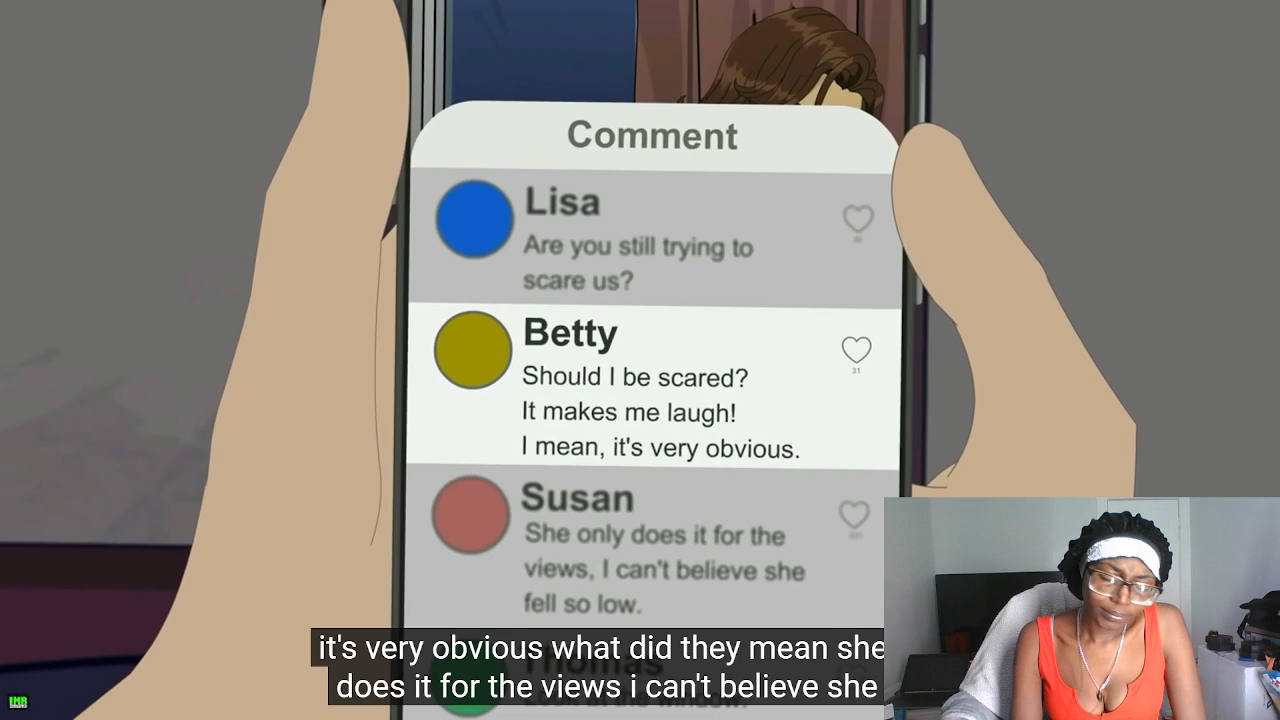 Comment
Lisa
Are you still trying to
scare us?
Betty
Should I be scared?
It makes me laugh!
I mean, it's very obvious.
31
Susan
She only does it for the
views, I can't believe she
fell so low.
it's very obvious what did they mean she
does it for the views i can't believe she
Thomas